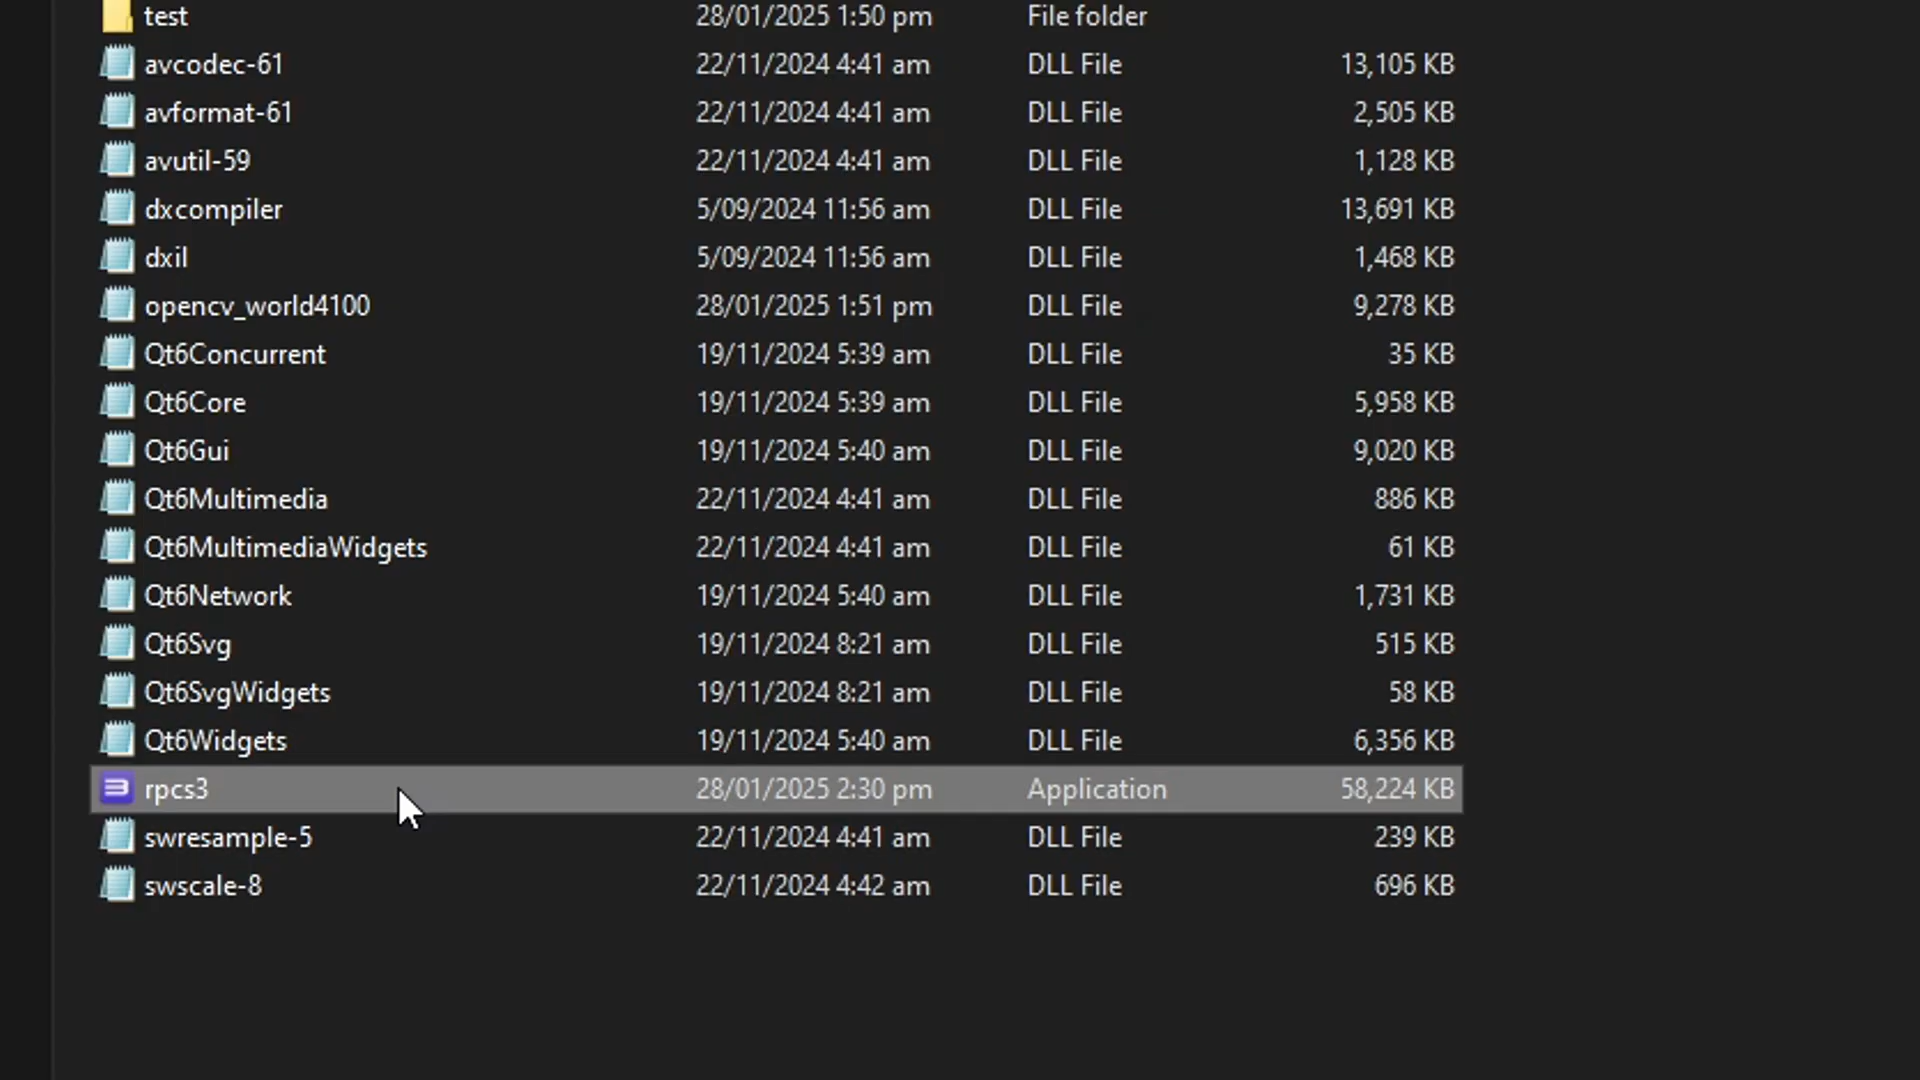 test 28/01/2025 1:50 pm File folder
avcodec-61 22/11/2024 4:41 am DLL File 13,105 KB
avformat-61 22/11/2024 4:41 am DLL File 2,505 KB
avutil-59 22/11/2024 4:41 am DLL File 1,128 KB
dxcompiler 5/09/2024 11:56 am DLL File 13,691 KB
dxil 5/09/2024 11:56 am DLL File 1,468 KB
opencv_world4100 28/01/2025 1:51 pm DLL File 9,278 KB
Qt6Concurrent 19/11/2024 5:39 am DLL File 35 KB
Qt6Core 19/11/2024 5:39 am DLL File 5,958 KB
Qt6Gui 19/11/2024 5:40 am DLL File 9,020 KB
Qt6Multimedia 22/11/2024 4:41 am DLL File 886 KB
Qt6MultimediaWidgets 22/11/2024 4:41 am DLL File 61 KB
Qt6Network 19/11/2024 5:40 am DLL File 1,731 KB
Qt6Svg 19/11/2024 8:21 am DLL File 515 KB
Qt6SvgWidgets 19/11/2024 8:21 am DLL File 58 KB
Qt6Widgets 19/11/2024 5:40 am DLL File 6,356 KB
rpcs3 28/01/2025 2:30 pm Application 58,224 KB
swresample-5 22/11/2024 4:41 am DLL File 239 KB
swscale-8 22/11/2024 4:42 am DLL File 696 KB